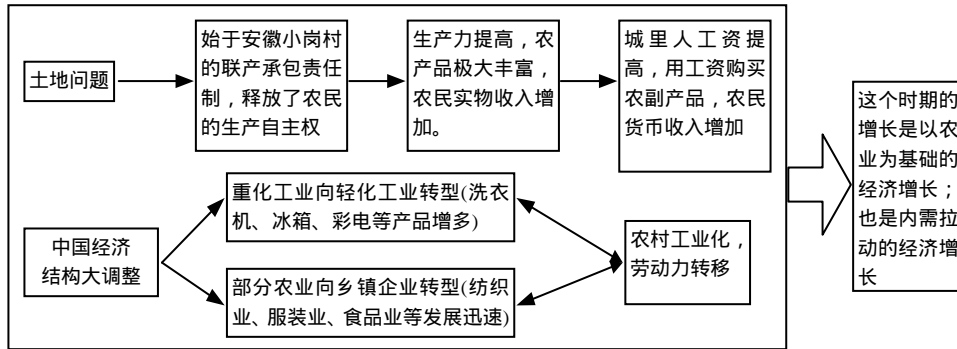 土地问题
始于安徽小岗村
的联产承包责任
制，释放了农民
的生产自主权
生产力提高，农
产品极大丰富，
农民实物收入增
加。
城里人工资提
高，用工资购买
农副产品，农民
货币收入增加
中国经济
结构大调整
重化工业向轻化工业转型(洗衣
机、冰箱、彩电等产品增多)
部分农业向乡镇企业转型(纺织
业、服装业、食品业等发展迅速)
农村工业化，
劳动力转移
这个时期的
增长是以农
业为基础的
经济增长；
也是内需拉
动的经济增
长